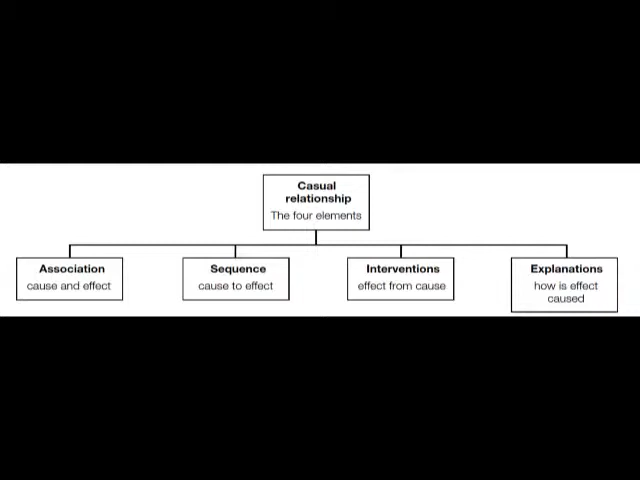 Casual
relationship
The four elements
Association
cause and effect
Sequence
cause to effect
Interventions
effect from cause
Explanations
how is effect
caused